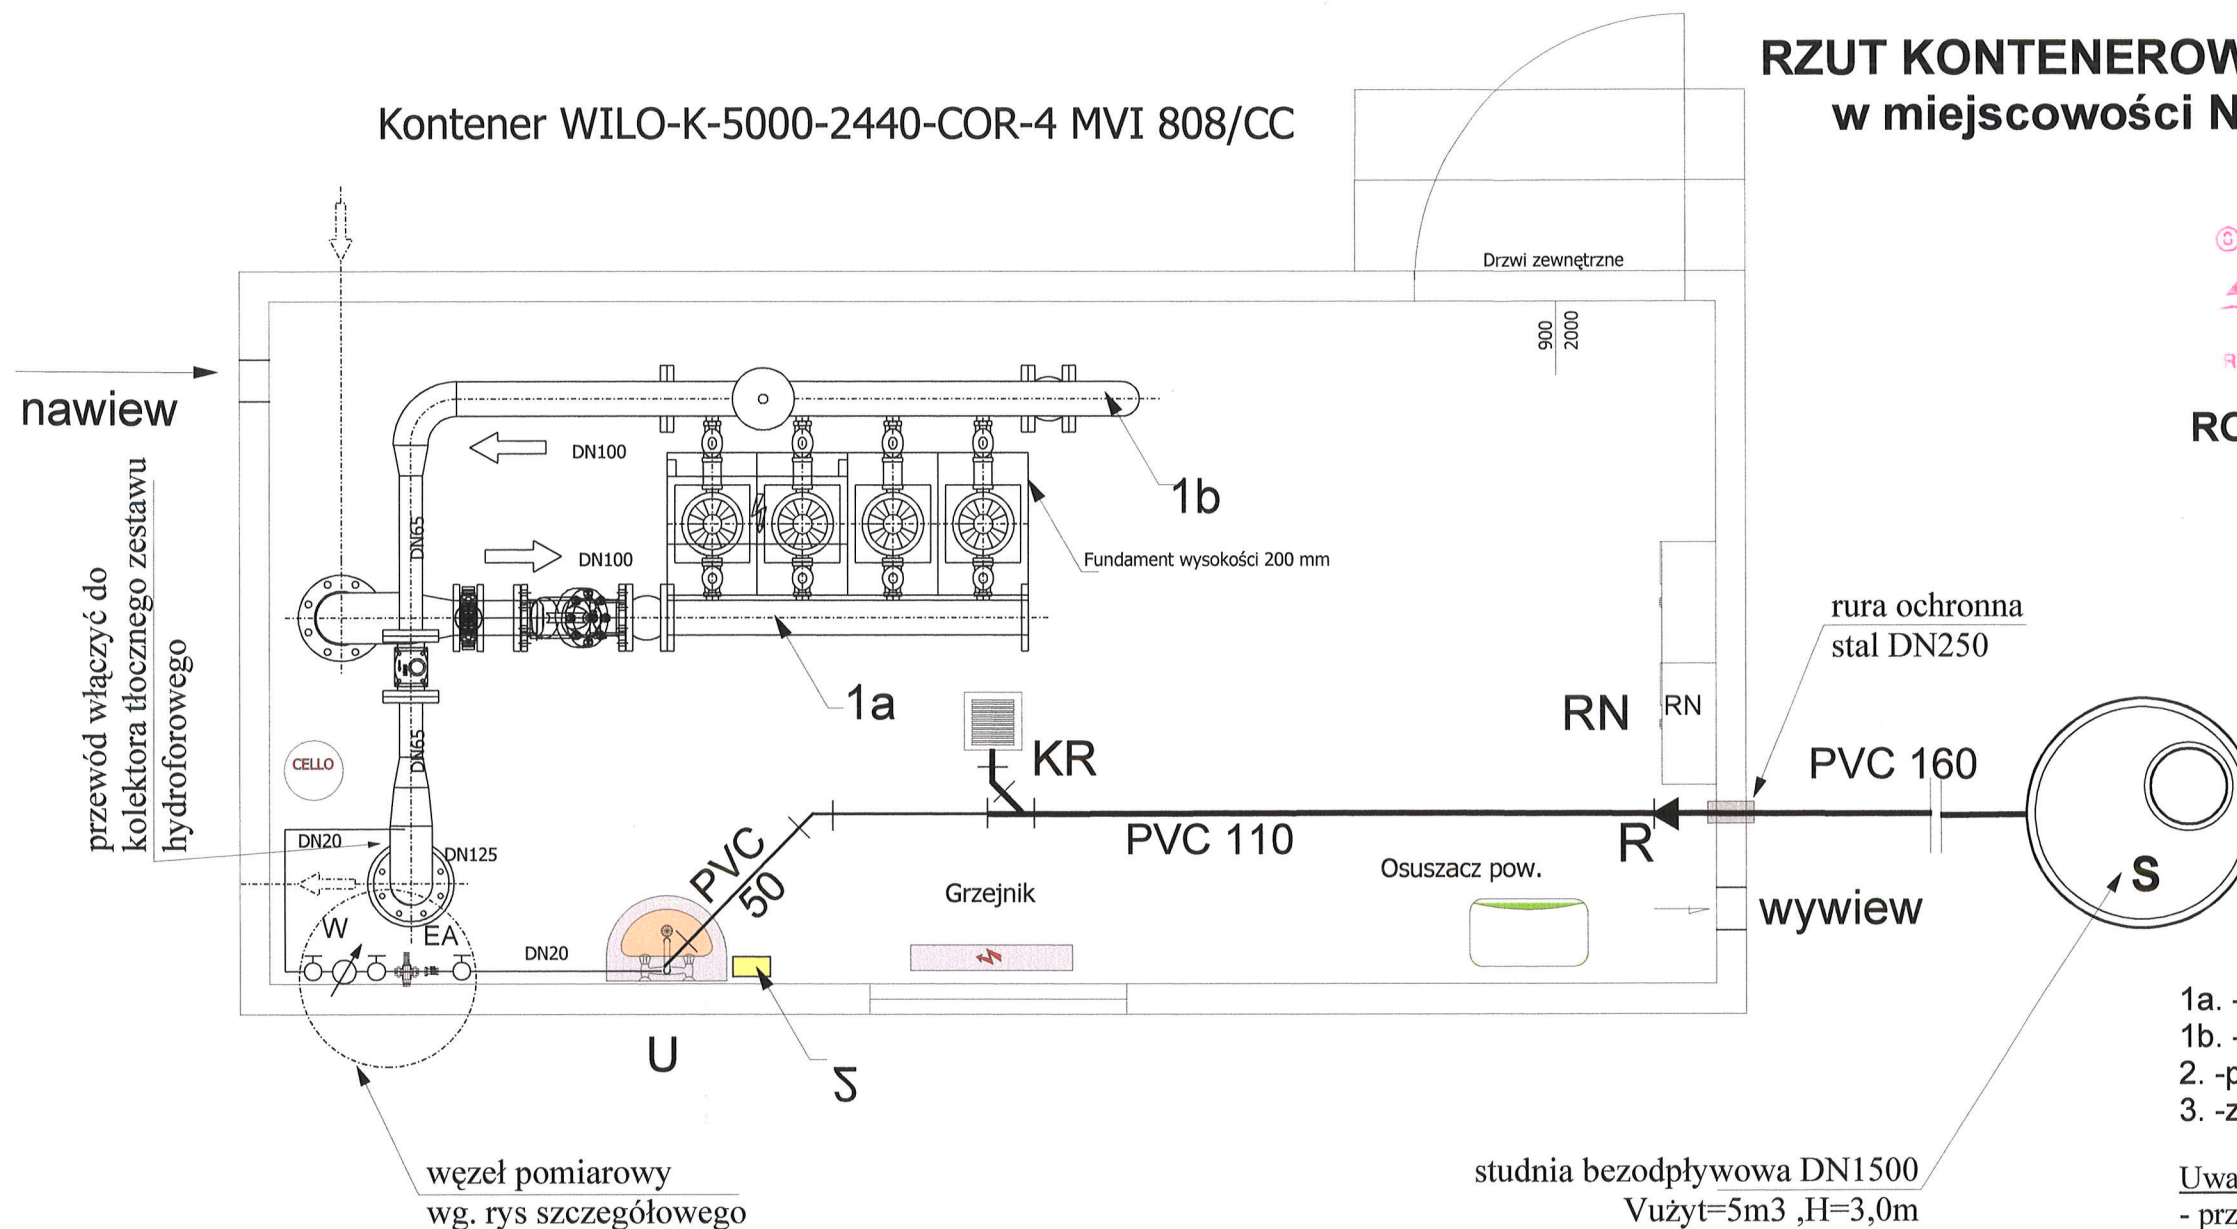 RZUT KONTENEROW
w miejscowości N
Kontener WILO-K-5000-2440-COR-4 MVI 808/CC
Drzwi zewnętrzne
900
2000
nawiew
DN100
DN65
DN100
1b
Fundament wysokości 200 mm
RO
R
przewód włączyć do
kolektora tłocznego zestawu
hydroforowego
rura ochronna
stal DN250
1a
RN
RN
KR
CELLO
DN65
PVC 160
PVC 110
R
PVC
50
DN20
DN125
Grzejnik
Osuszacz pow.
wywiew
S
W
EA
DN20
U
2
1a. -
1b. -
2. -p
3. -z
węzeł pomiarowy
wg. rys szczegółowego
studnia bezodpływowa DN1500
Vużyt=5m3 ,H=3,0m
Uwa
- prz